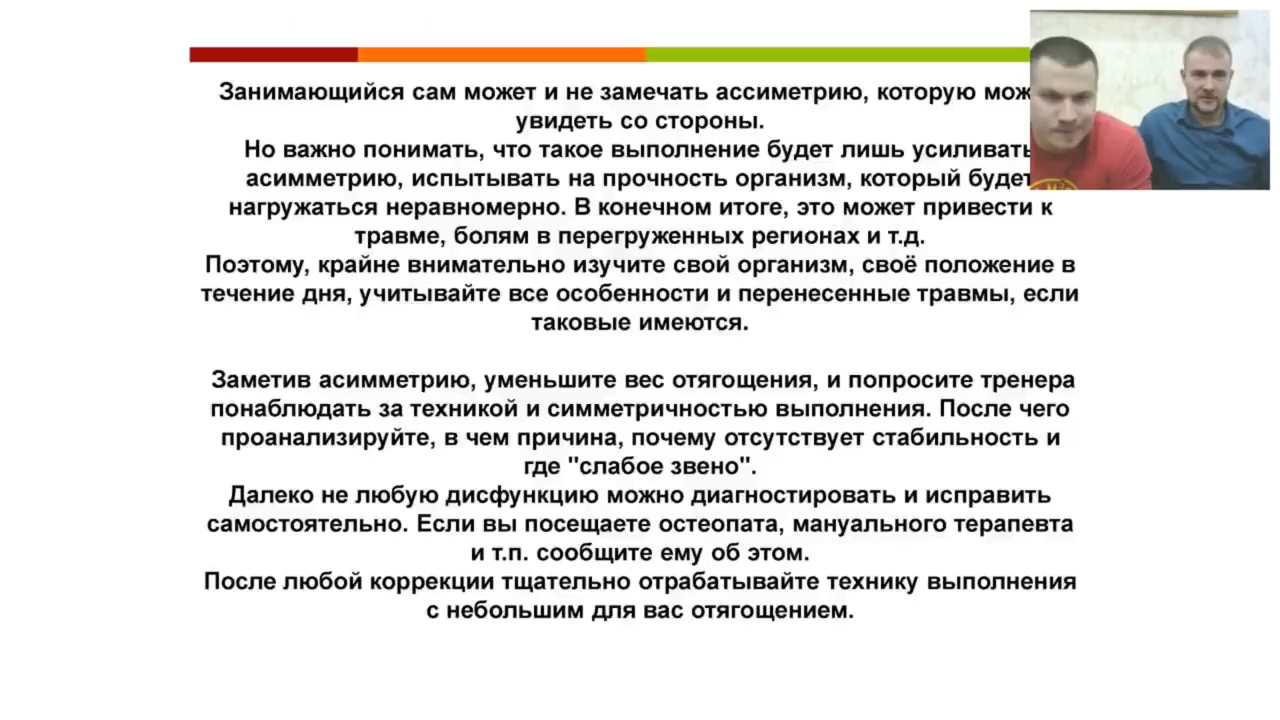 Занимающийся сам может и не замечать ассиметрию, которую мож
увидеть со стороны.
Но важно понимать, что такое выполнение будет лишь усиливать
асимметрию, испытывать на прочность организм, который будет
нагружаться неравномерно. В конечном итоге, это может привести к
травме, болям в перегруженных регионах и т.д.
Поэтому, крайне внимательно изучите свой организм, своё положение в
течение дня, учитывайте все особенности и перенесенные травмы, если
таковые имеются.
Заметив асимметрию, уменьшите вес отягощения, и попросите тренера
понаблюдать за техникой и симметричностью выполнения. После чего
проанализируйте, в чем причина, почему отсутствует стабильность и
где "слабое звено".
Далеко не любую дисфункцию можно диагностировать и исправить
самостоятельно. Если вы посещаете остеопата, мануального терапевта
и т.п. сообщите ему об этом.
После любой коррекции тщательно отрабатывайте технику выполнения
с небольшим для вас отягощением.